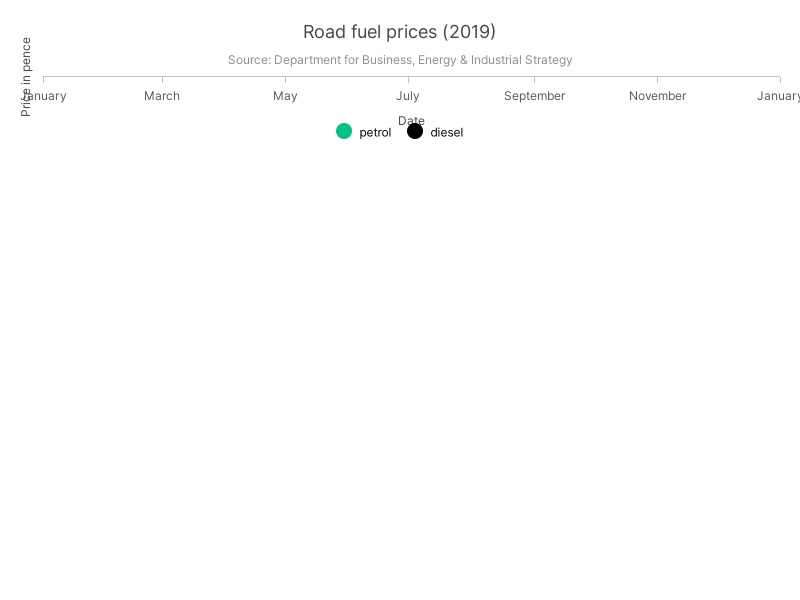 Road fuel prices (2019)
Source: Department for Business, Energy & Industrial Strategy
Price in pence
January March May July September November January
Date
petrol diesel